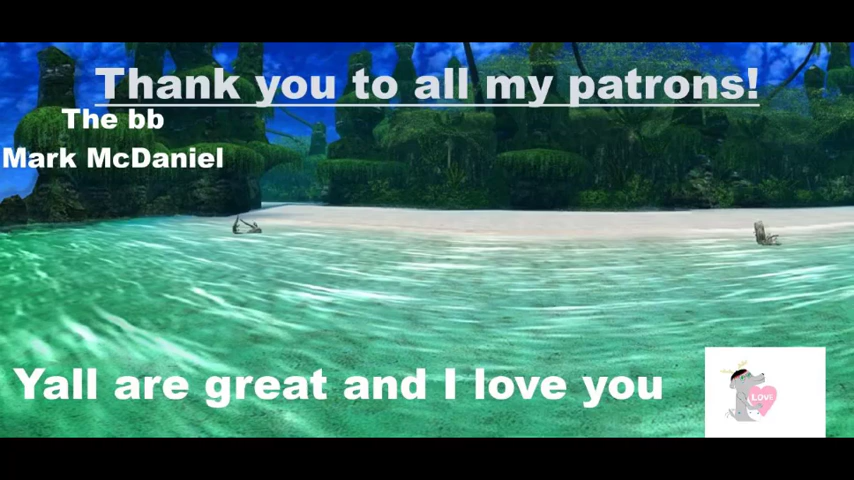 Thank you to all my patrons!
The bb
Mark McDaniel
Yall are great and I love you
LOVE